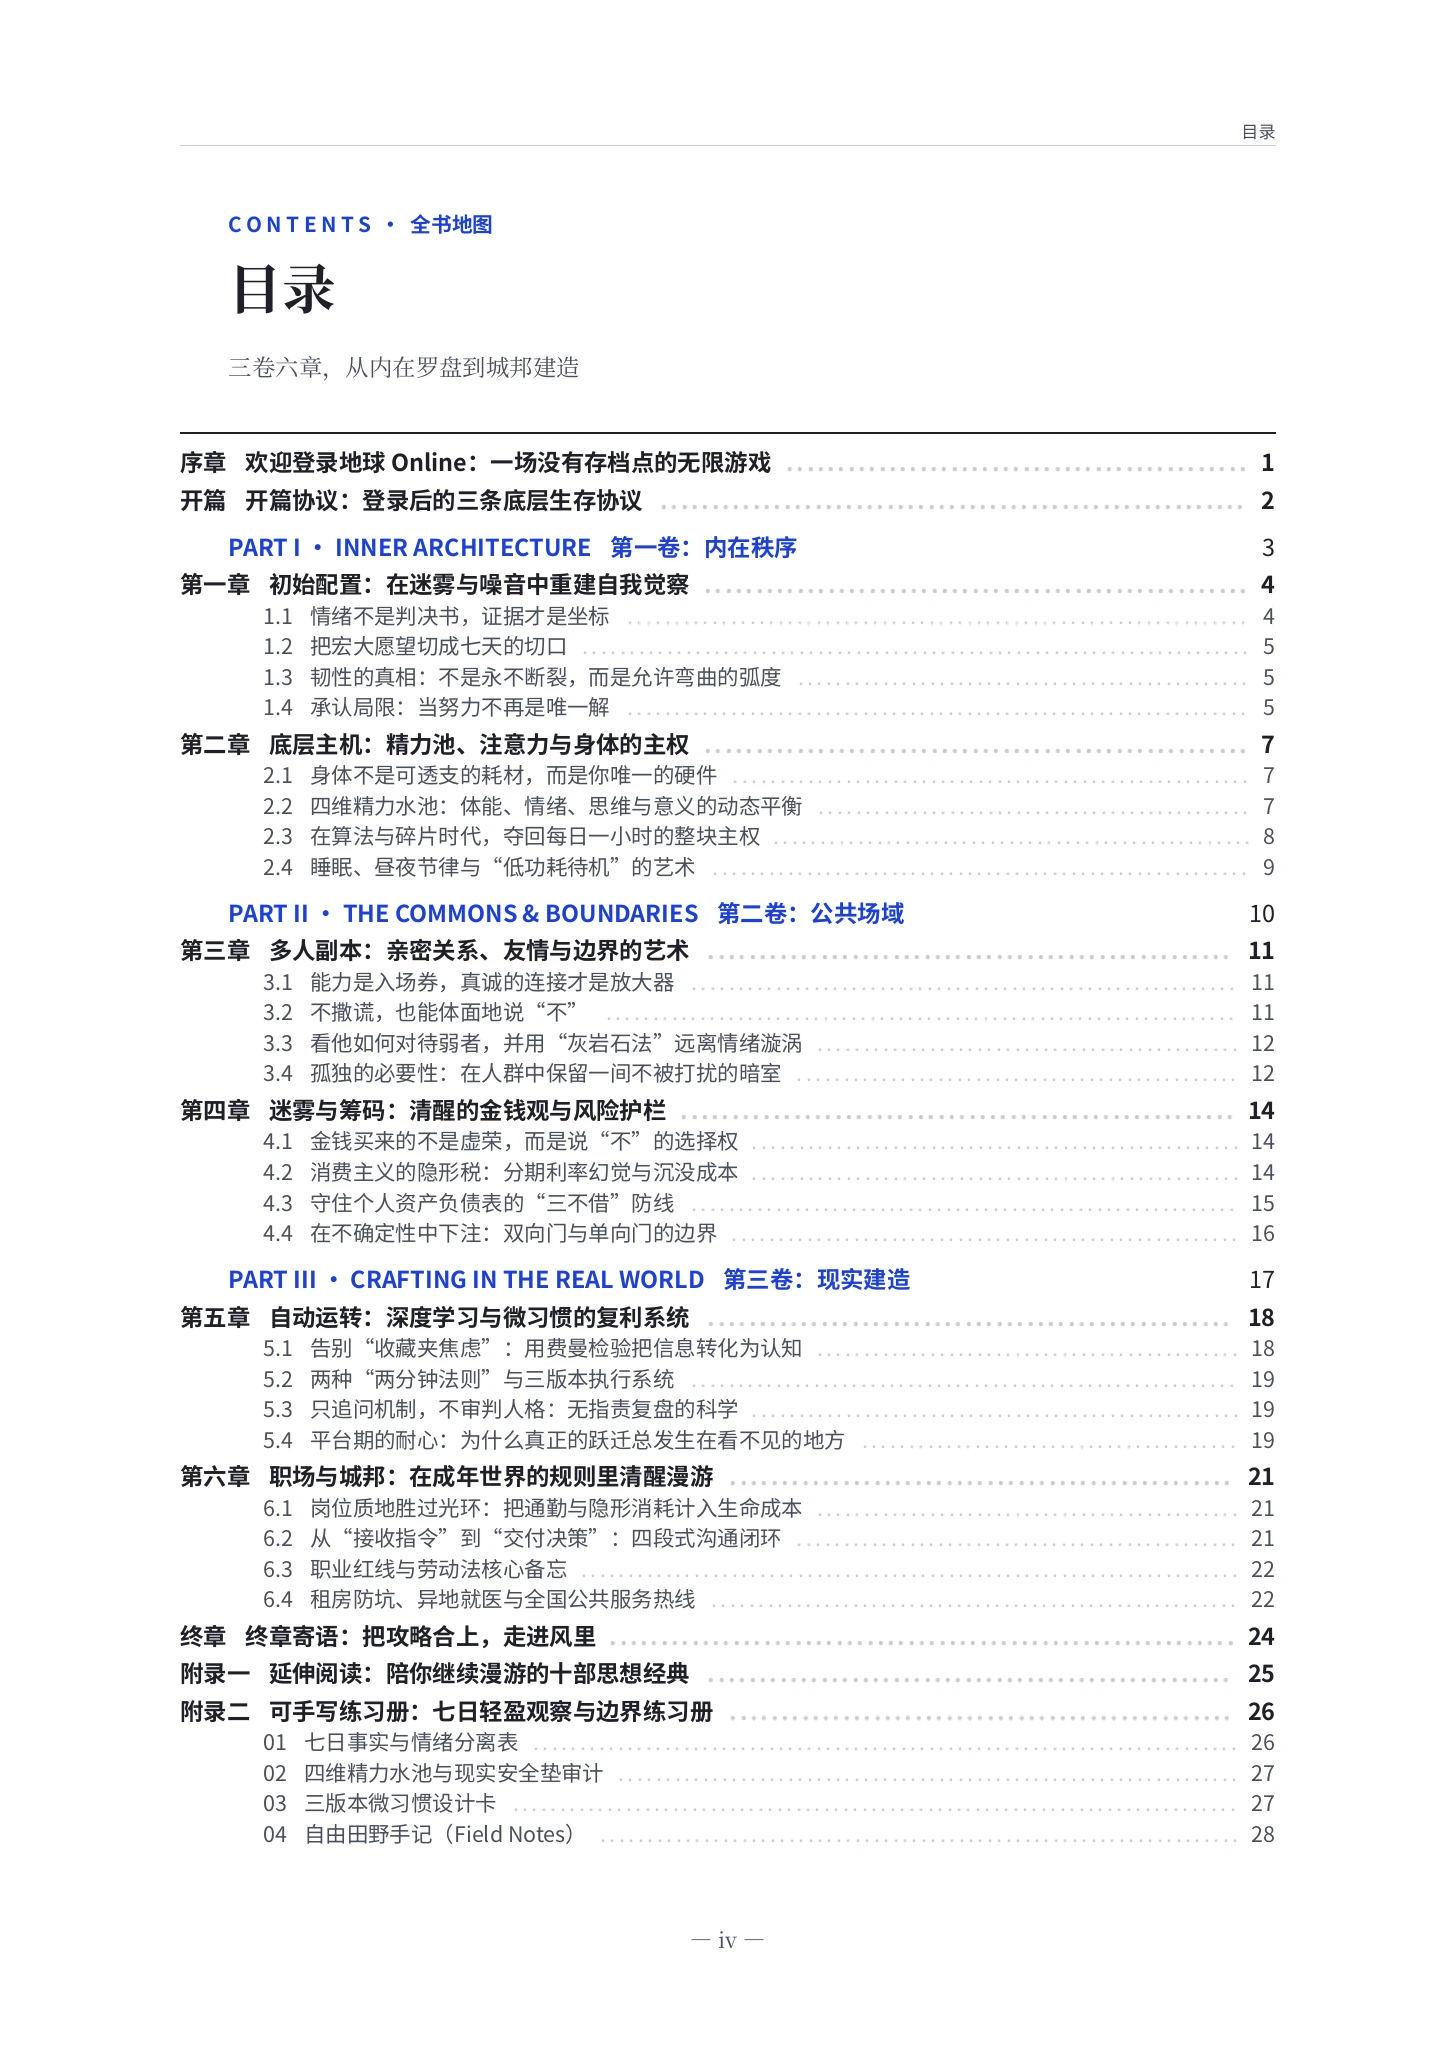 目录
CONTENTS · 全书地图
目录
三卷六章，从内在罗盘到城邦建造
序章 欢迎登录地球 Online：一场没有存档点的无限游戏 1
开篇 开篇协议：登录后的三条底层生存协议 2
PART I · INNER ARCHITECTURE 第一卷：内在秩序 3
第一章 初始配置：在迷雾与噪音中重建自我觉察 4
1.1 情绪不是判决书，证据才是坐标 4
1.2 把宏大愿望切成七天的切口 5
1.3 韧性的真相：不是永不断裂，而是允许弯曲的弧度 5
1.4 承认局限：当努力不再是唯一解 5
第二章 底层主机：精力池、注意力与身体的主权 7
2.1 身体不是可透支的耗材，而是你唯一的硬件 7
2.2 四维精力水池：体能、情绪、思维与意义的动态平衡 7
2.3 在算法与碎片时代，夺回每日一小时的整块主权 8
2.4 睡眠、昼夜节律与“低功耗待机”的艺术 9
PART II · THE COMMONS & BOUNDARIES 第二卷：公共场域 10
第三章 多人副本：亲密关系、友情与边界的艺术 11
3.1 能力是入场券，真诚的连接才是放大器 11
3.2 不撒谎，也能体面地说“不” 11
3.3 看他如何对待弱者，并用“灰岩石法”远离情绪漩涡 12
3.4 孤独的必要性：在人群中保留一间不被打扰的暗室 12
第四章 迷雾与筹码：清醒的金钱观与风险护栏 14
4.1 金钱买来的不是虚荣，而是说“不”的选择权 14
4.2 消费主义的隐形税：分期利率幻觉与沉没成本 14
4.3 守住个人资产负债表的“三不借”防线 15
4.4 在不确定性中下注：双向门与单向门的边界 16
PART III · CRAFTING IN THE REAL WORLD 第三卷：现实建造 17
第五章 自动运转：深度学习与微习惯的复利系统 18
5.1 告别“收藏夹焦虑”：用费曼检验把信息转化为认知 18
5.2 两种“两分钟法则”与三版本执行系统 19
5.3 只追问机制，不审判人格：无指责复盘的科学 19
5.4 平台期的耐心：为什么真正的跃迁总发生在看不见的地方 19
第六章 职场与城邦：在成年世界的规则里清醒漫游 21
6.1 岗位质地胜过光环：把通勤与隐形消耗计入生命成本 21
6.2 从“接收指令”到“交付决策”：四段式沟通闭环 21
6.3 职业红线与劳动法核心备忘 22
6.4 租房防坑、异地就医与全国公共服务热线 22
终章 终章寄语：把攻略合上，走进风里 24
附录一 延伸阅读：陪你继续漫游的十部思想经典 25
附录二 可手写练习册：七日轻盈观察与边界练习册 26
01 七日事实与情绪分离表 26
02 四维精力水池与现实安全垫审计 27
03 三版本微习惯设计卡 27
04 自由田野手记（Field Notes） 28
— iv —